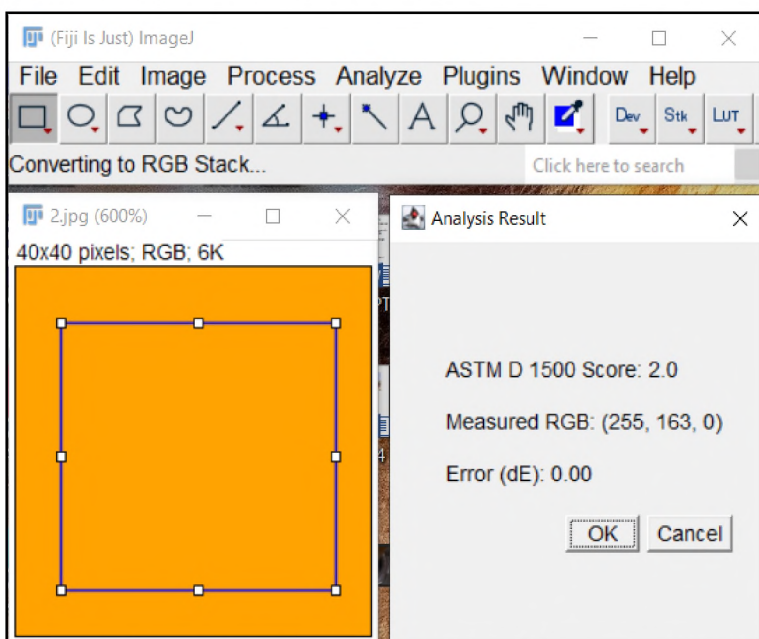 (Fiji Is Just) ImageJ
File Edit Image Process Analyze Plugins Window Help
Dev Stk LUT
Converting to RGB Stack...
Click here to search
2.jpg (600%)
40x40 pixels; RGB; 6K
Analysis Result
ASTM D 1500 Score: 2.0
Measured RGB: (255, 163, 0)
Error (dE): 0.00
OK Cancel